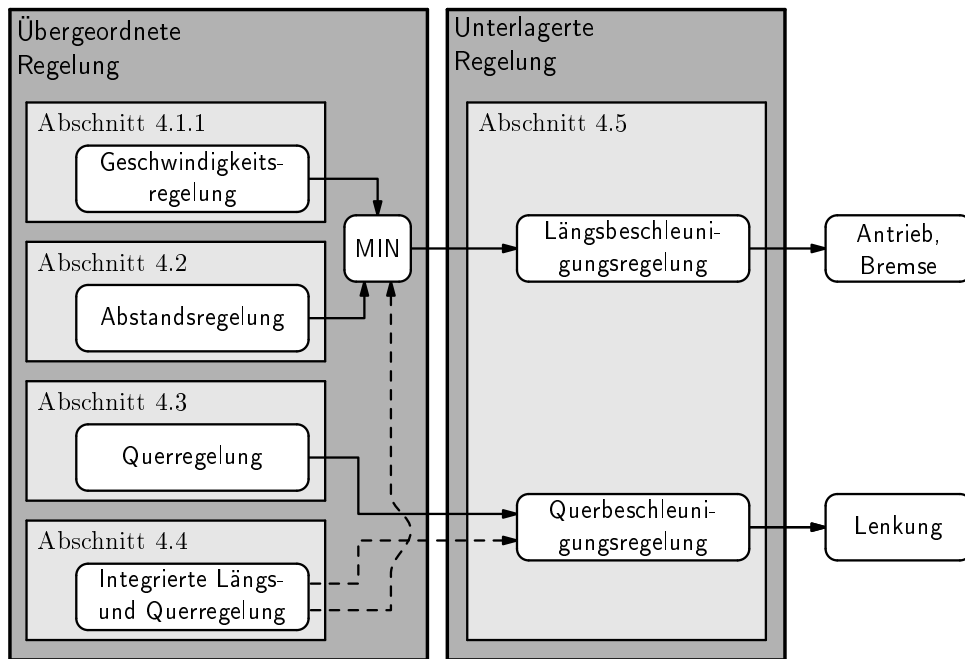 Übergeordnete
Regelung
Abschnitt 4.1.1
Geschwindigkeits-
regelung
Abschnitt 4.2
Abstandsregelung
Abschnitt 4.3
Querregelung
Abschnitt 4.4
Integrierte Längs-
und Querregelung
MIN
Unterlagerte
Regelung
Abschnitt 4.5
Längsbeschleuni-
gungsregelung
Querbeschleuni-
gungsregelung
Antrieb,
Bremse
Lenkung